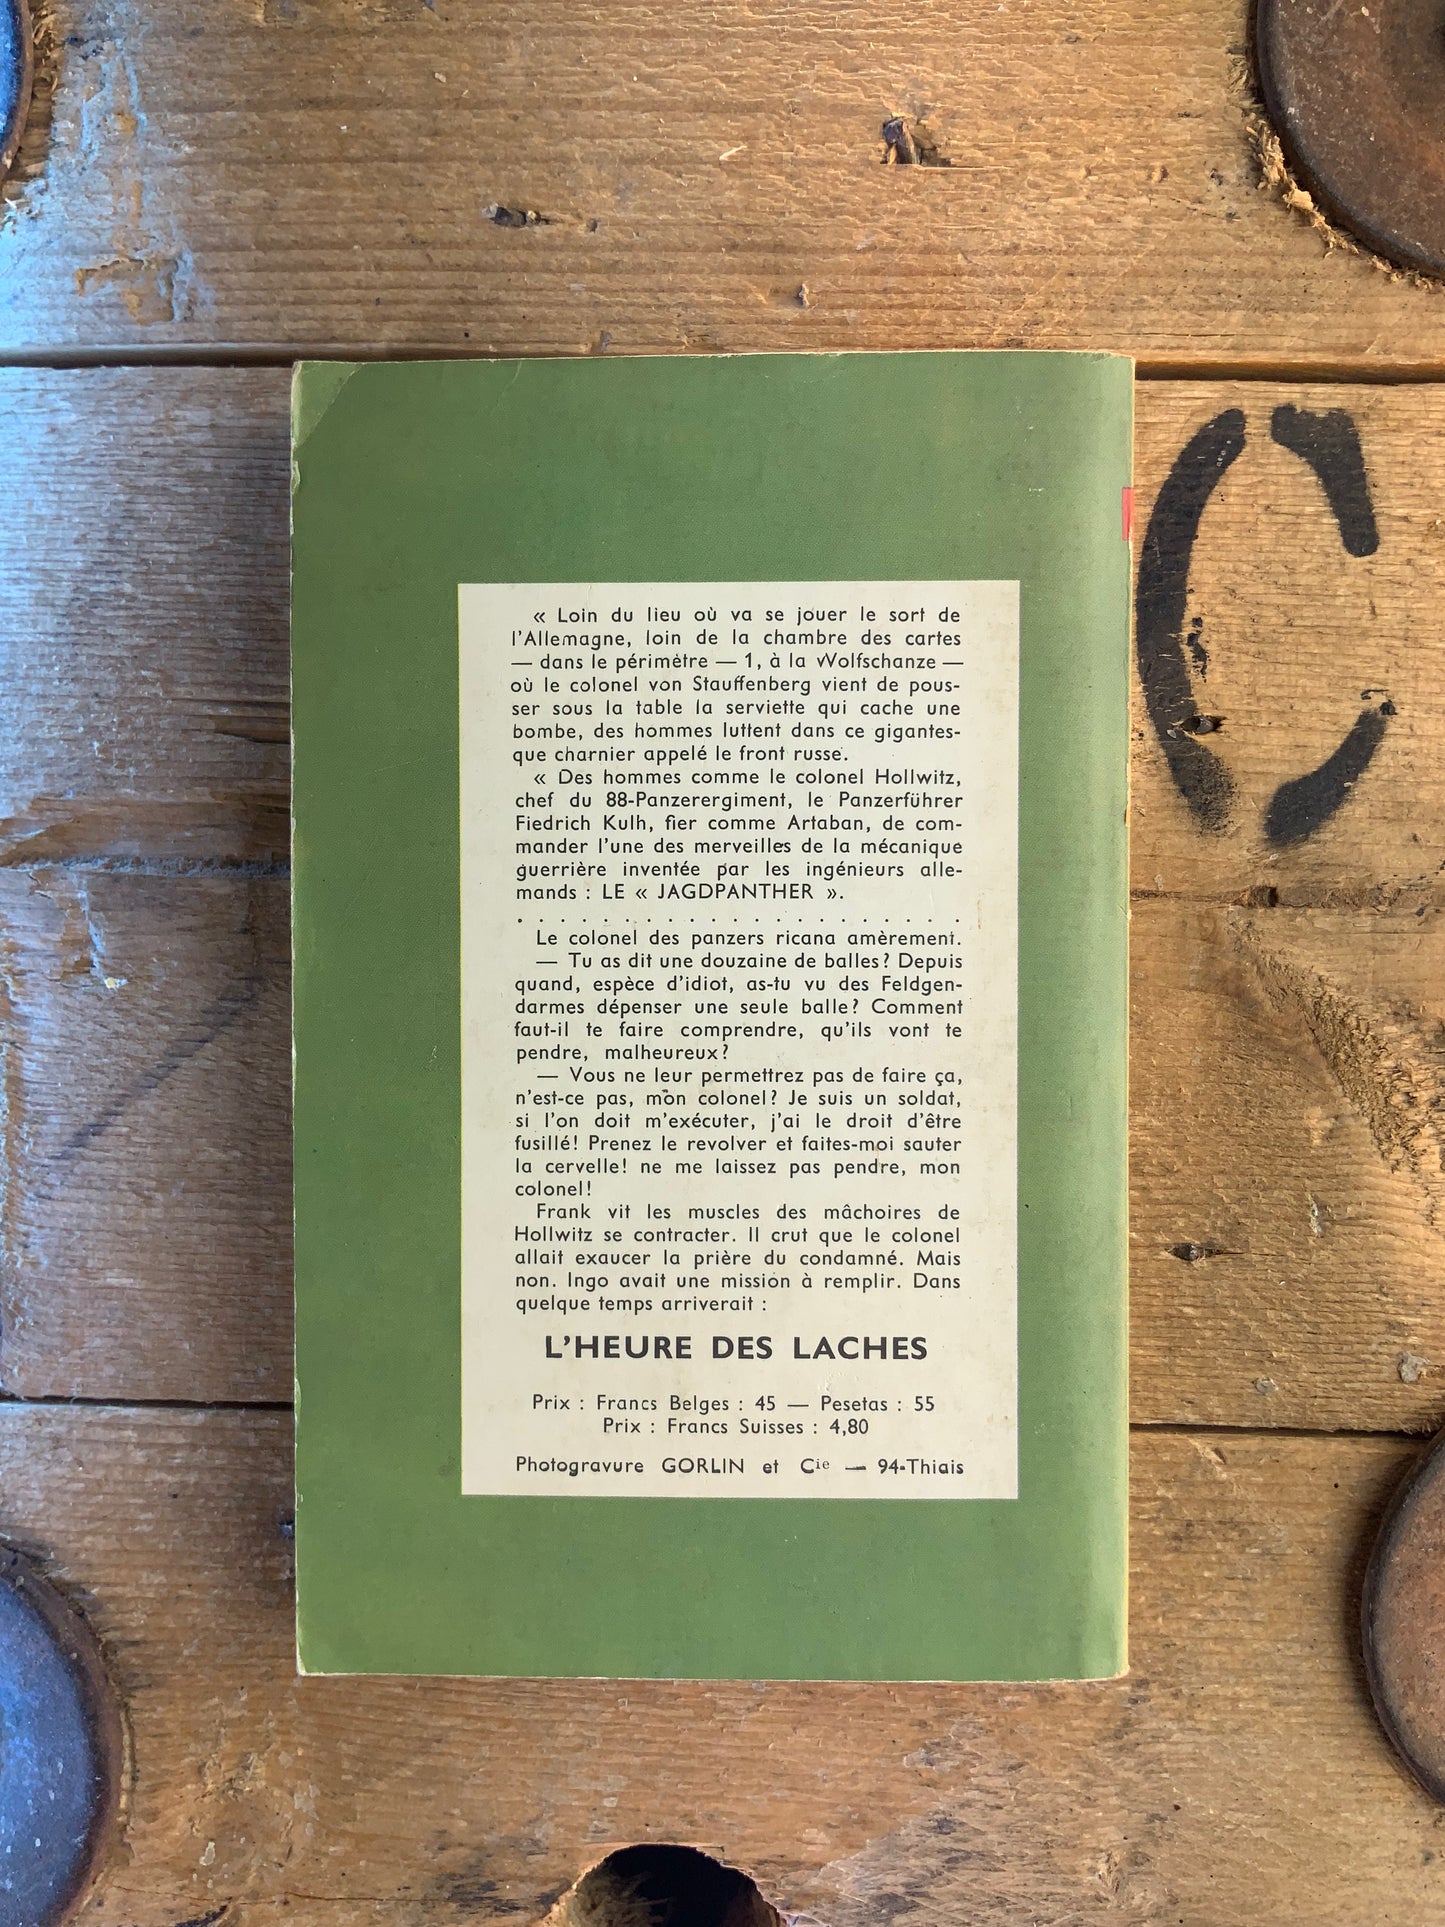 « Loin du lieu où va se jouer le sort de
l'Allemagne, loin de la chambre des cartes
— dans le périmètre — 1, à la Wolfschanze —
où le colonel von Stauffenberg vient de pous-
ser sous la table la serviette qui cache une
bombe, des hommes luttent dans ce gigantes-
que charnier appelé le front russe.
« Des hommes comme le colonel Hollwitz,
chef du 88-Panzerergiment, le Panzerführer
Fiedrich Kulh, fier comme Artaban, de com-
mander l'une des merveilles de la mécanique
guerrière inventée par les ingénieurs alle-
mands : LE « JAGDPANTHER ».
. . . . . . . . . . . . . . . . . . . .
Le colonel des panzers ricana amèrement.
— Tu as dit une douzaine de balles? Depuis
quand, espèce d'idiot, as-tu vu des Feldgen-
darmes dépenser une seule balle? Comment
faut-il te faire comprendre, qu'ils vont te
pendre, malheureux?
— Vous ne leur permettrez pas de faire ça,
n'est-ce pas, mon colonel? Je suis un soldat,
si l'on doit m'exécuter, j'ai le droit d'être
fusillé! Prenez le revolver et faites-moi sauter
la cervelle! ne me laissez pas pendre, mon
colonel!
Frank vit les muscles des mâchoires de
Hollwitz se contracter. Il crut que le colonel
allait exaucer la prière du condamné. Mais
non. Ingo avait une mission à remplir. Dans
quelque temps arriverait :
L'HEURE DES LACHES
Prix : Francs Belges : 45 — Pesetas : 55
Prix : Francs Suisses : 4,80
Photogravure GORLIN et Cie — 94-Thiais
C